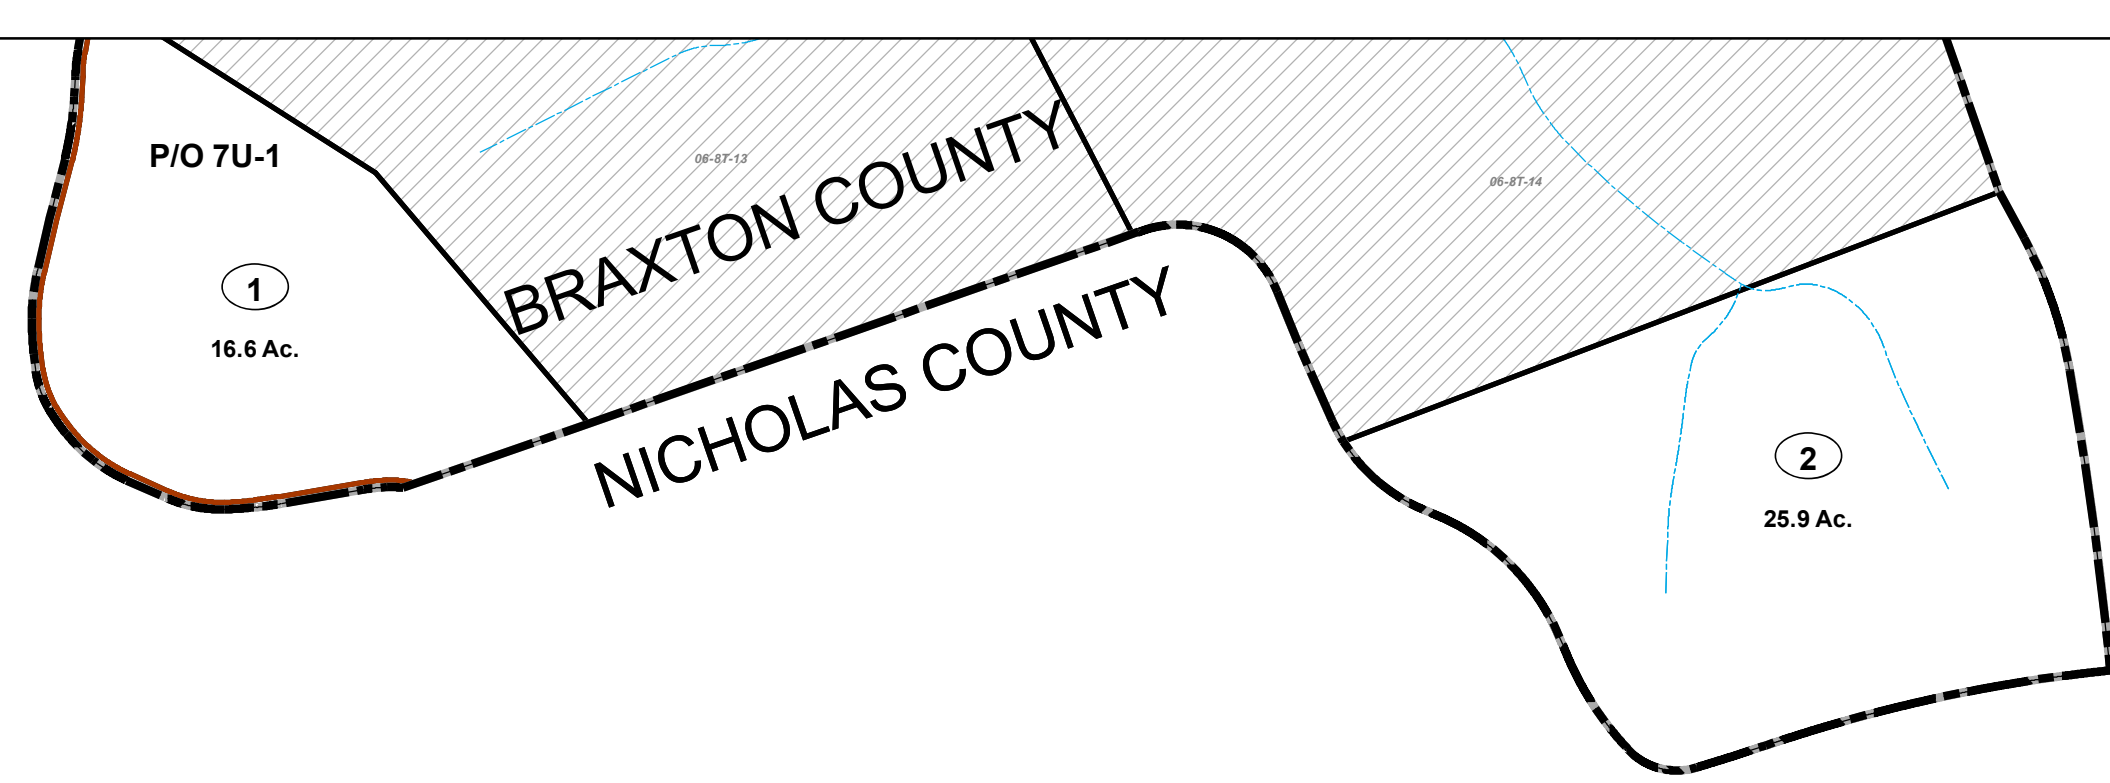 P/O 7U-1
1
16.6 Ac.
06-8T-13
BRAXTON COUNTY
NICHOLAS COUNTY
06-8T-14
2
25.9 Ac.